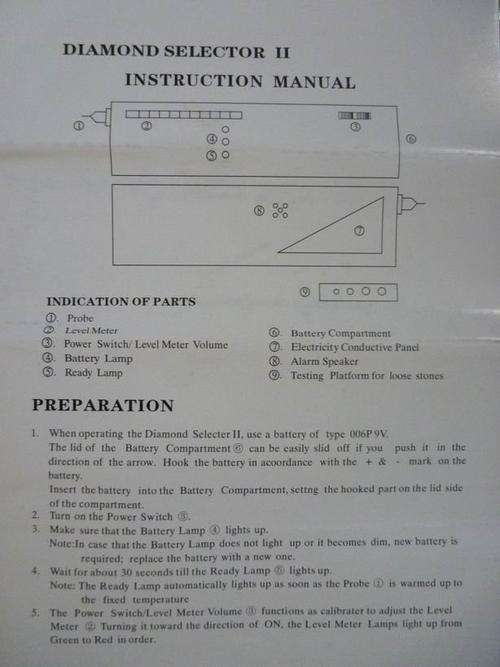 DIAMOND SELECTOR II
INSTRUCTION MANUAL
① ② ③ ④ ⑤ ⑥
⑧ ⑦
⑨
INDICATION OF PARTS
①. Probe
② Level Meter
③. Power Switch/ Level Meter Volume
④. Battery Lamp
⑤. Ready Lamp
⑥. Battery Compartment
⑦. Electricity Conductive Panel
⑧. Alarm Speaker
⑨. Testing Platform for loose stones
PREPARATION
1. When operating the Diamond Selecter II, use a battery of type 006P 9V.
The lid of the Battery Compartment ⑥ can be easily slid off if you push it in the
direction of the arrow. Hook the battery in acoordance with the + & - mark on the
battery.
Insert the battery into the Battery Compartment, settng the hooked part on the lid side
of the compartment.
2. Turn on the Power Switch ③.
3. Make sure that the Battery Lamp ④ lights up.
Note:In case that the Battery Lamp does not light up or it becomes dim, new battery is
required; replace the battery with a new one.
4. Wait for about 30 seconds till the Ready Lamp ⑤ lights up.
Note: The Ready Lamp automatically lights up as soon as the Probe ① is warmed up to
the fixed temperature
5. The Power Switch/Level Meter Volume ③ functions as calibrater to adjust the Level
Meter ② Turning it toward the direction of ON, the Level Meter Lamps light up from
Green to Red in order.